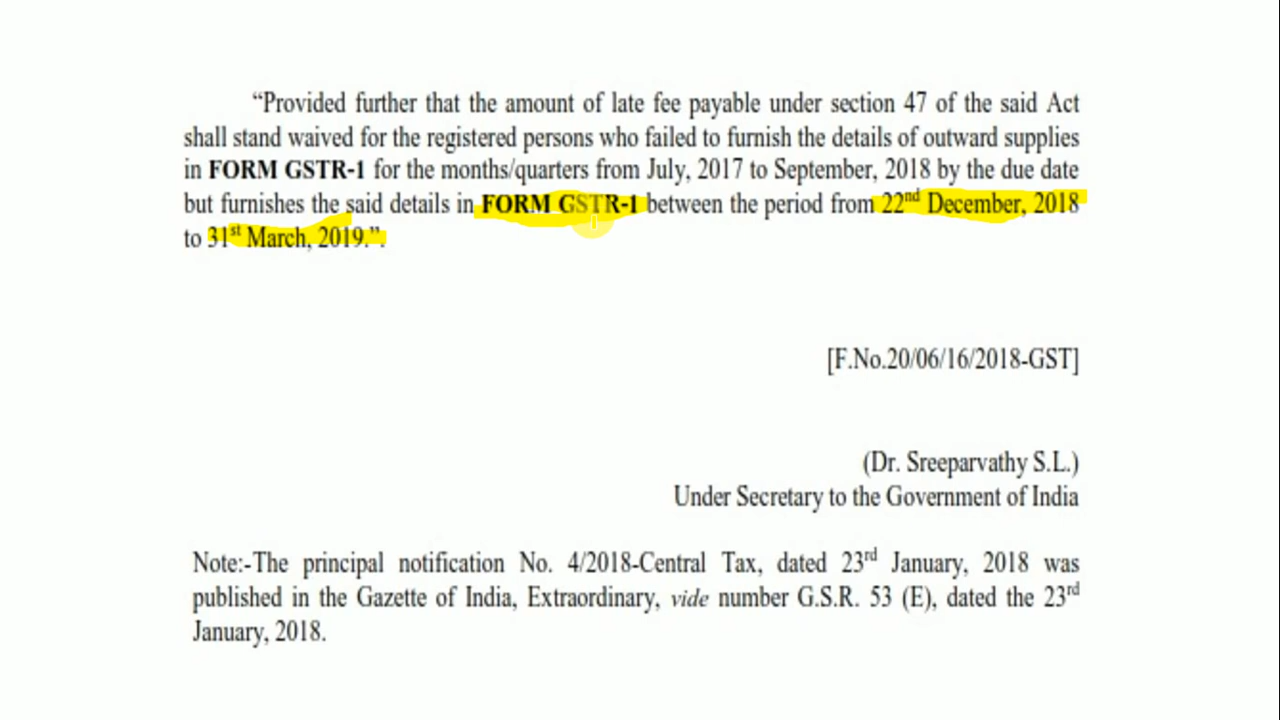 “Provided further that the amount of late fee payable under section 47 of the said Act
shall stand waived for the registered persons who failed to furnish the details of outward supplies
in FORM GSTR-1 for the months/quarters from July, 2017 to September, 2018 by the due date
but furnishes the said details in FORM GSTR-1 between the period from 22nd December, 2018
to 31st March, 2019.”.
[F.No.20/06/16/2018-GST]
(Dr. Sreeparvathy S.L.)
Under Secretary to the Government of India
Note:-The principal notification No. 4/2018-Central Tax, dated 23rd January, 2018 was
published in the Gazette of India, Extraordinary, vide number G.S.R. 53 (E), dated the 23rd
January, 2018.